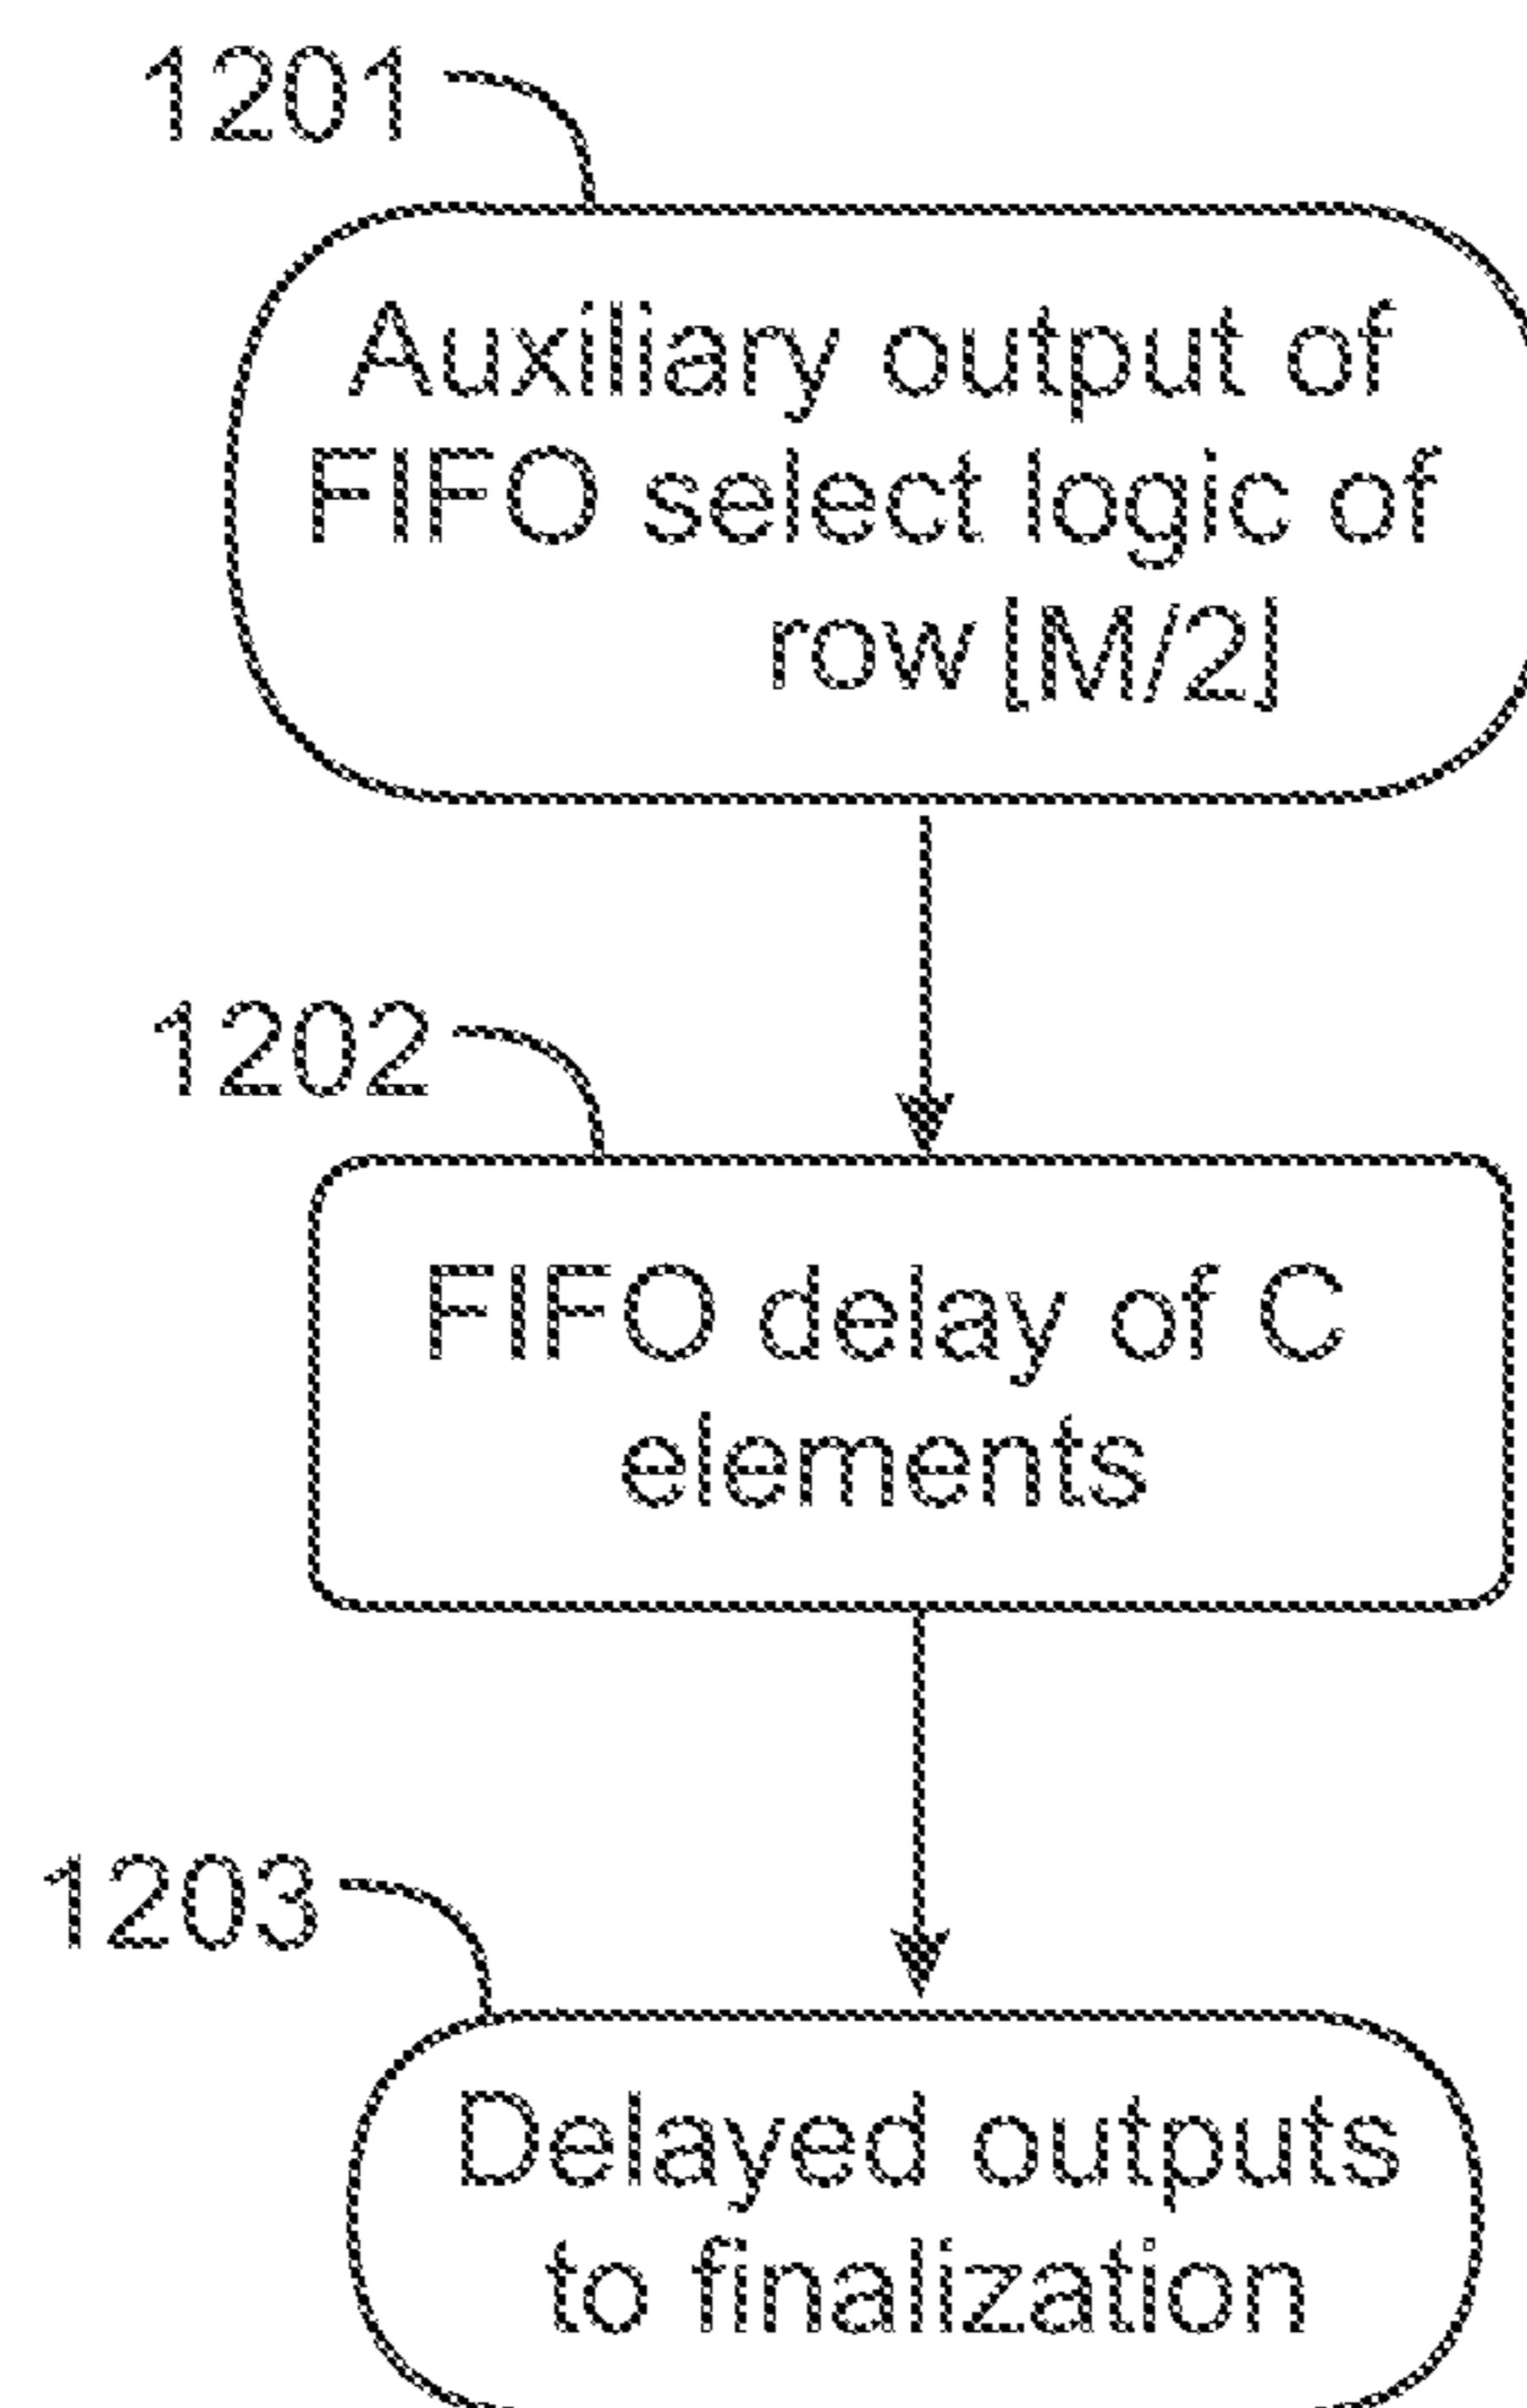 1201
Auxiliary output of
FIFO select logic of
row ⌊M/2⌋
1202
FIFO delay of C
elements
1203
Delayed outputs
to finalization